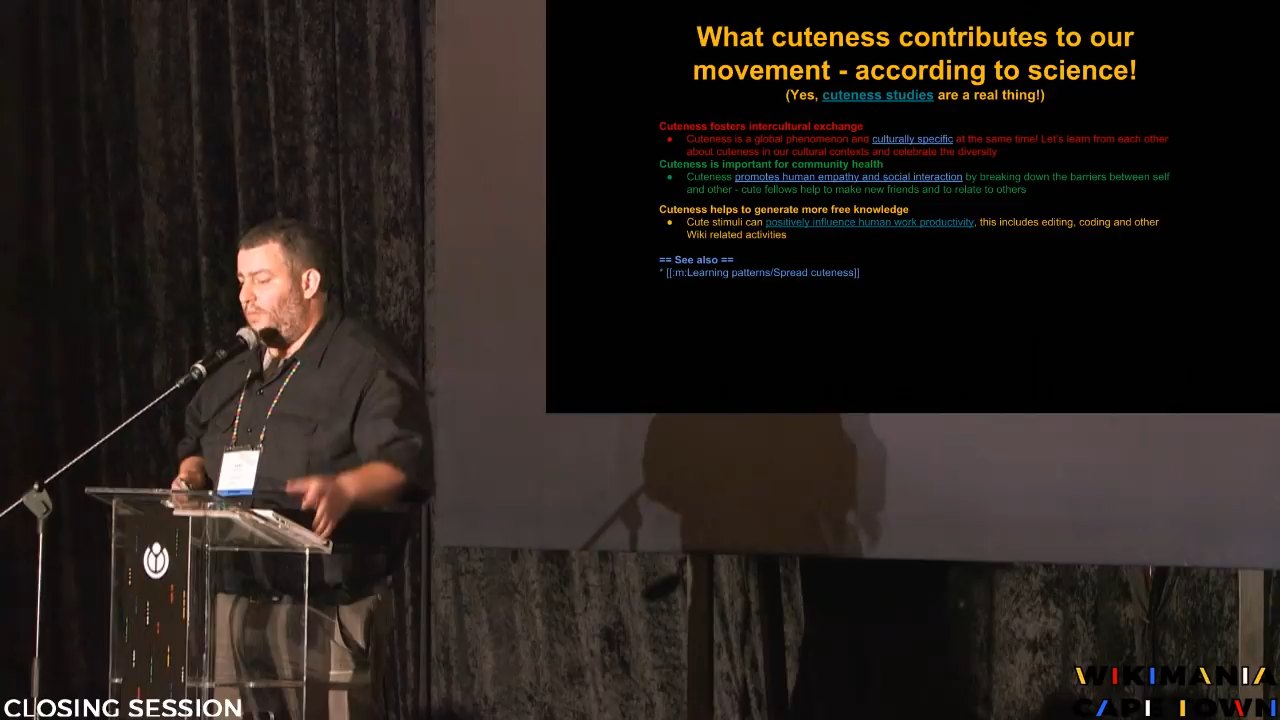 What cuteness contributes to our
movement - according to science!
(Yes, cuteness studies are a real thing!)
Cuteness fosters intercultural exchange
● Cuteness is a global phenomenon and culturally specific at the same time! Let's learn from each other
about cuteness in our cultural contexts and celebrate the diversity
Cuteness is important for community health
● Cuteness promotes human empathy and social interaction by breaking down the barriers between self
and other - cute fellows help to make new friends and to relate to others
Cuteness helps to generate more free knowledge
● Cute stimuli can positively influence human work productivity, this includes editing, coding and other
Wiki related activities
== See also ==
* [[:m:Learning patterns/Spread cuteness]]
CLOSING SESSION
WIKIMANIA
CAPE TOWN